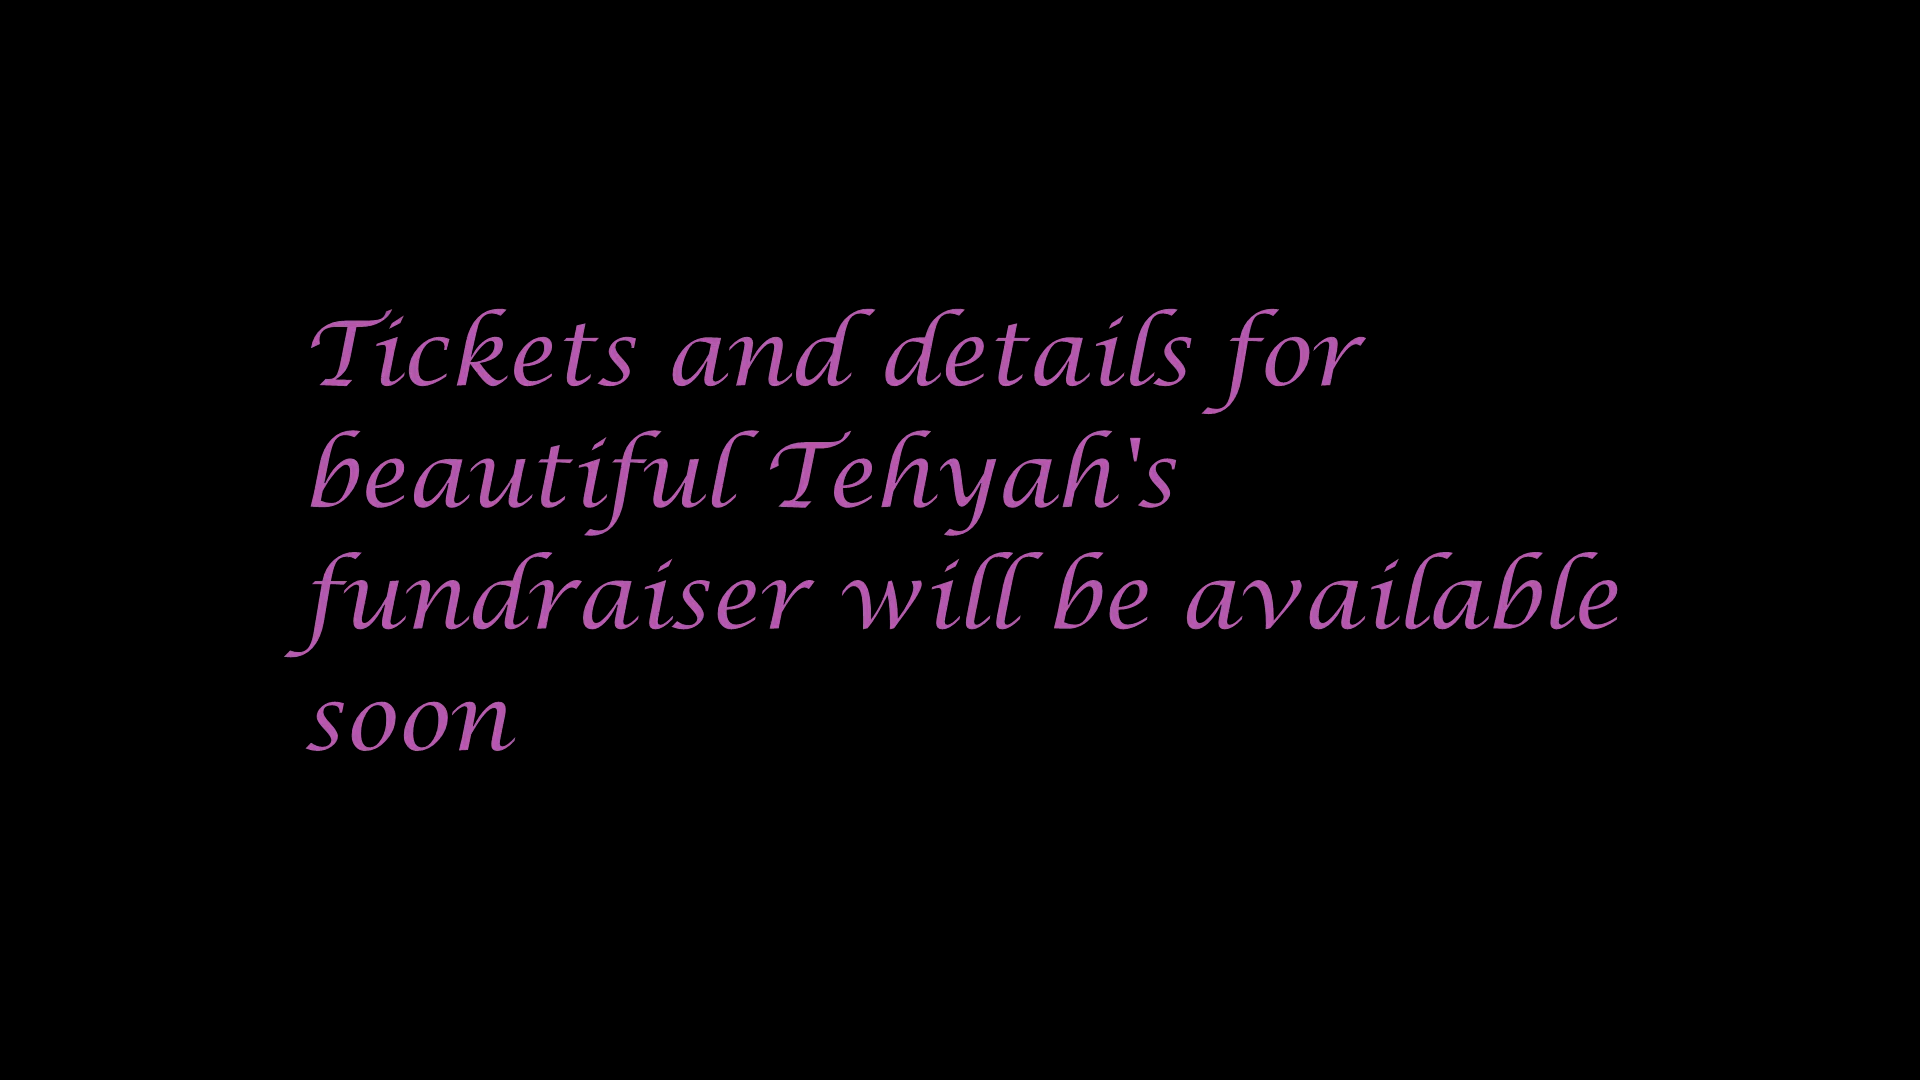 Tickets and details for
beautiful Tehyah's
fundraiser will be available
soon